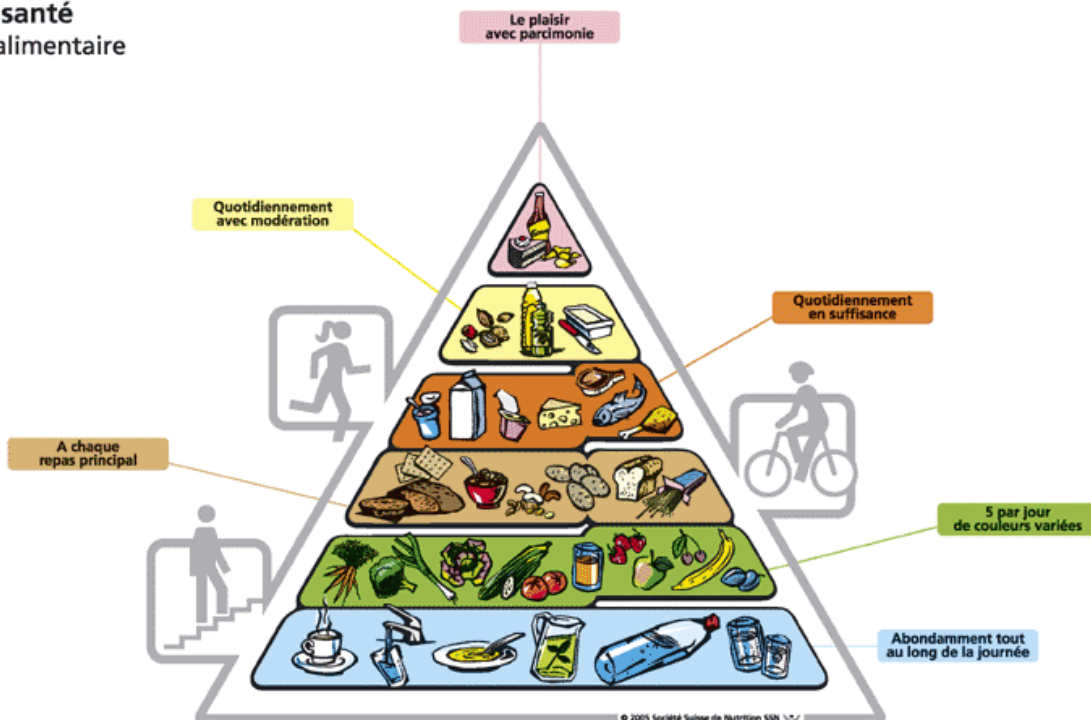 santé
alimentaire
Le plaisir
avec parcimonie
Quotidiennement
avec modération
Quotidiennement
en suffisance
A chaque
repas principal
5 par jour
de couleurs variées
Abondamment tout
au long de la journée
© 2005 Société Suisse de Nutrition SSN